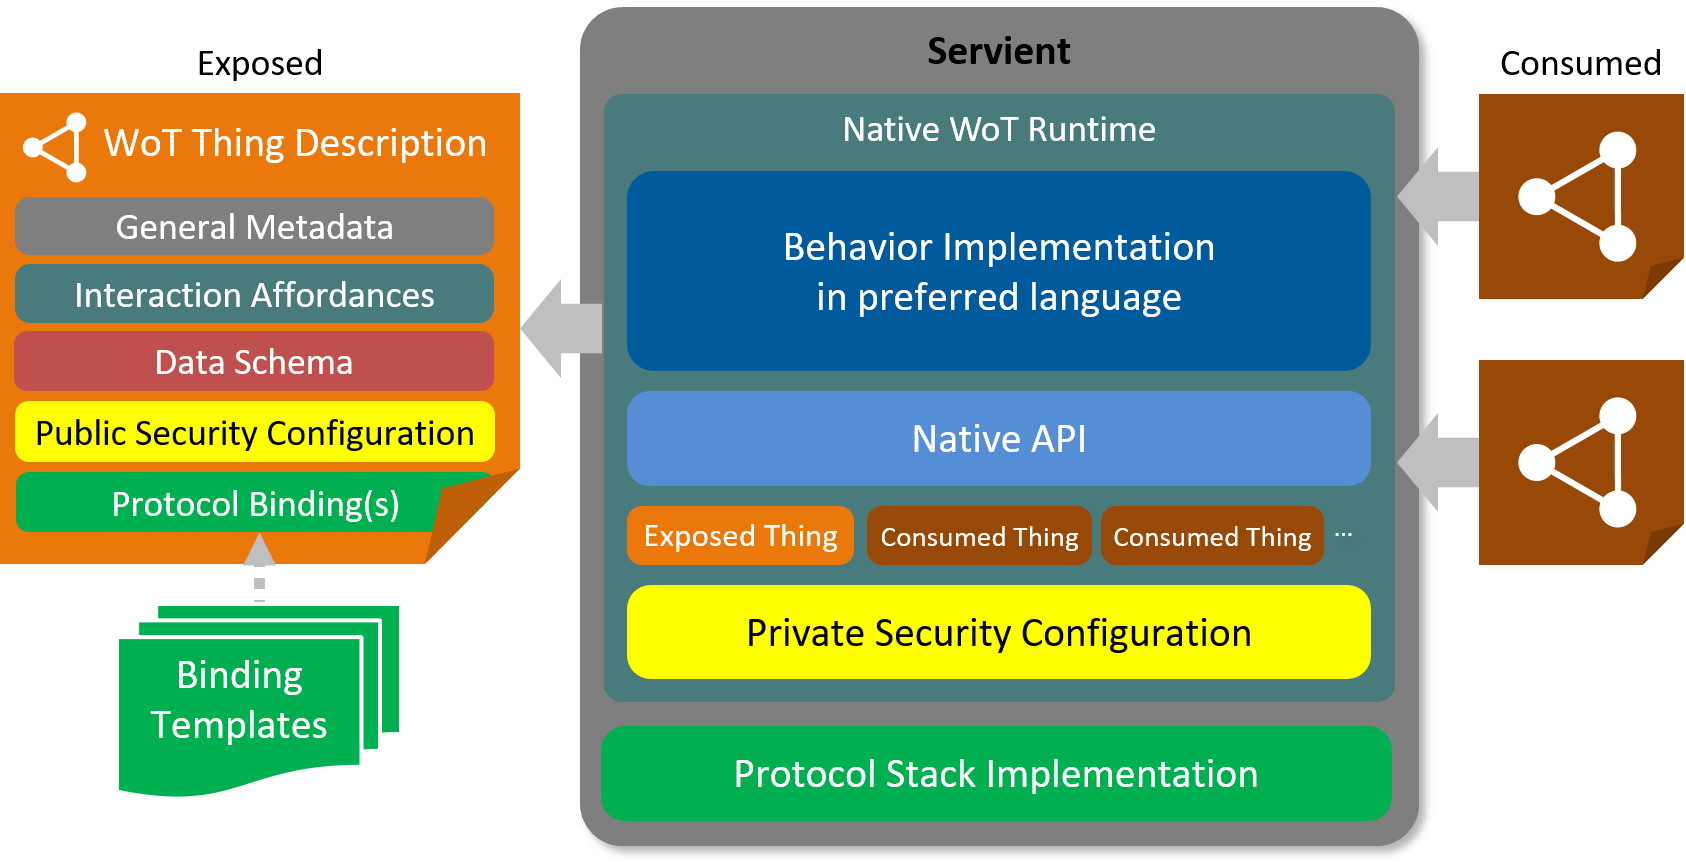 Exposed
WoT Thing Description
General Metadata
Interaction Affordances
Data Schema
Public Security Configuration
Protocol Binding(s)
Binding
Templates
Servient
Native WoT Runtime
Behavior Implementation
in preferred language
Native API
Exposed Thing
Consumed Thing
Consumed Thing
...
Private Security Configuration
Protocol Stack Implementation
Consumed